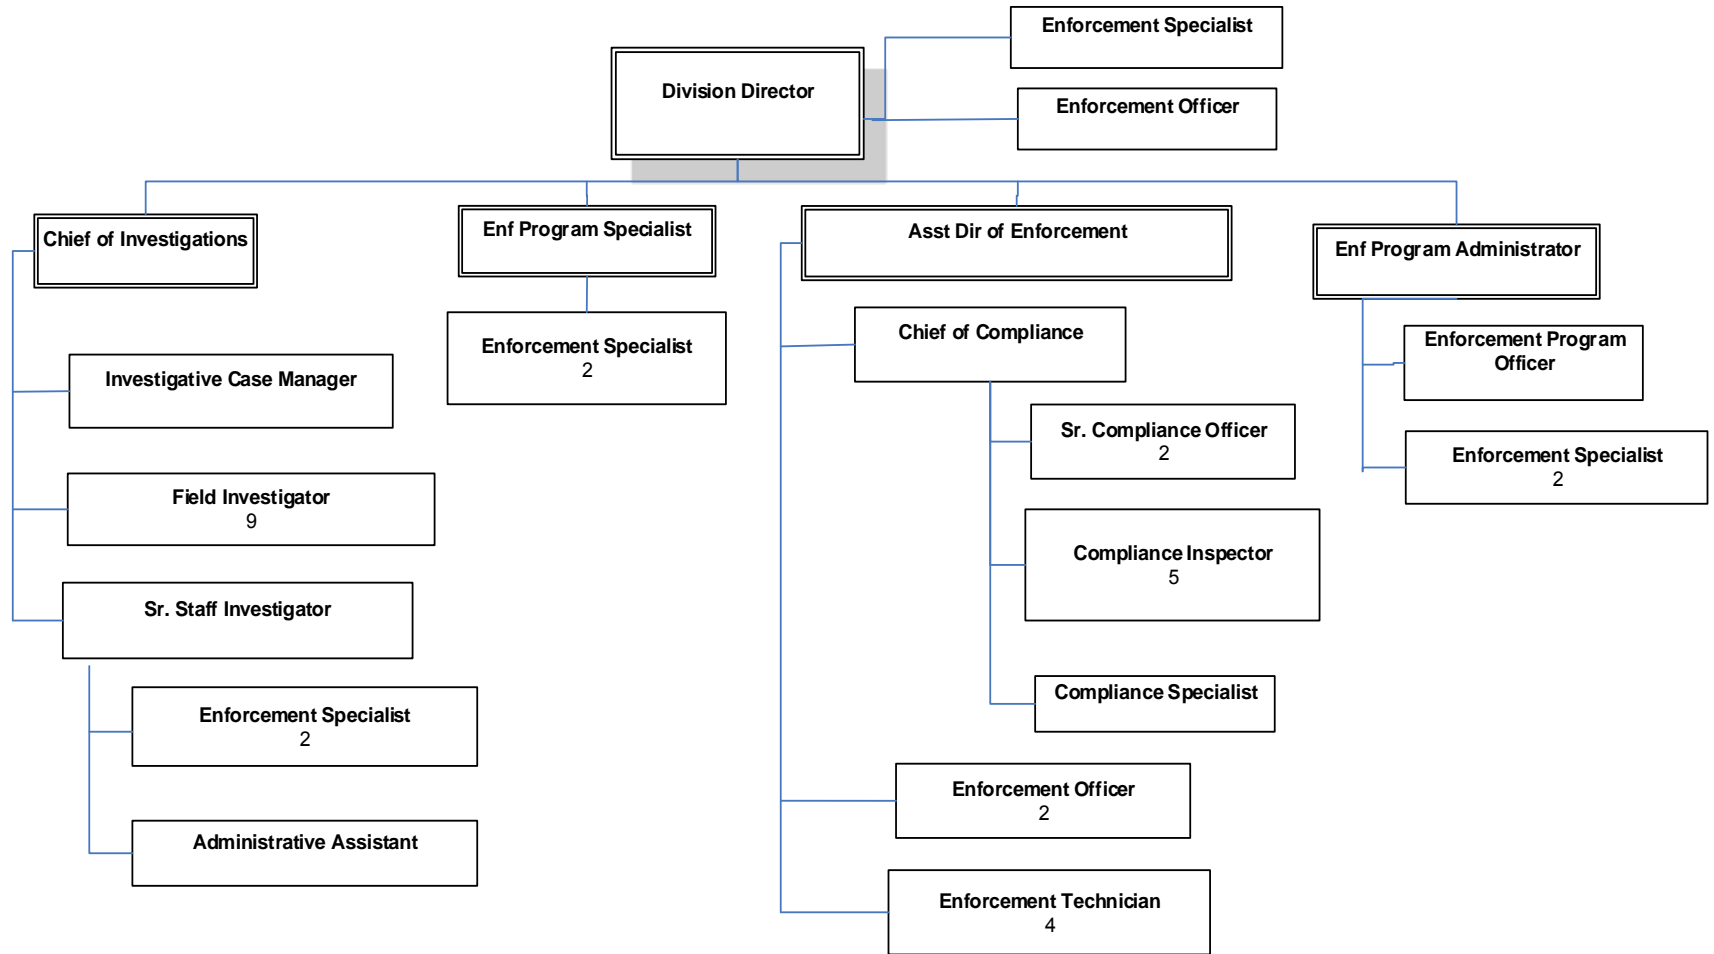 Enforcement Specialist
Division Director
Enforcement Officer
Chief of Investigations
Enf Program Specialist
Asst Dir of Enforcement
Enf Program Administrator
Investigative Case Manager
Field Investigator
9
Sr. Staff Investigator
Enforcement Specialist
2
Administrative Assistant
Enforcement Specialist
2
Chief of Compliance
Sr. Compliance Officer
2
Compliance Inspector
5
Compliance Specialist
Enforcement Officer
2
Enforcement Technician
4
Enforcement Program
Officer
Enforcement Specialist
2